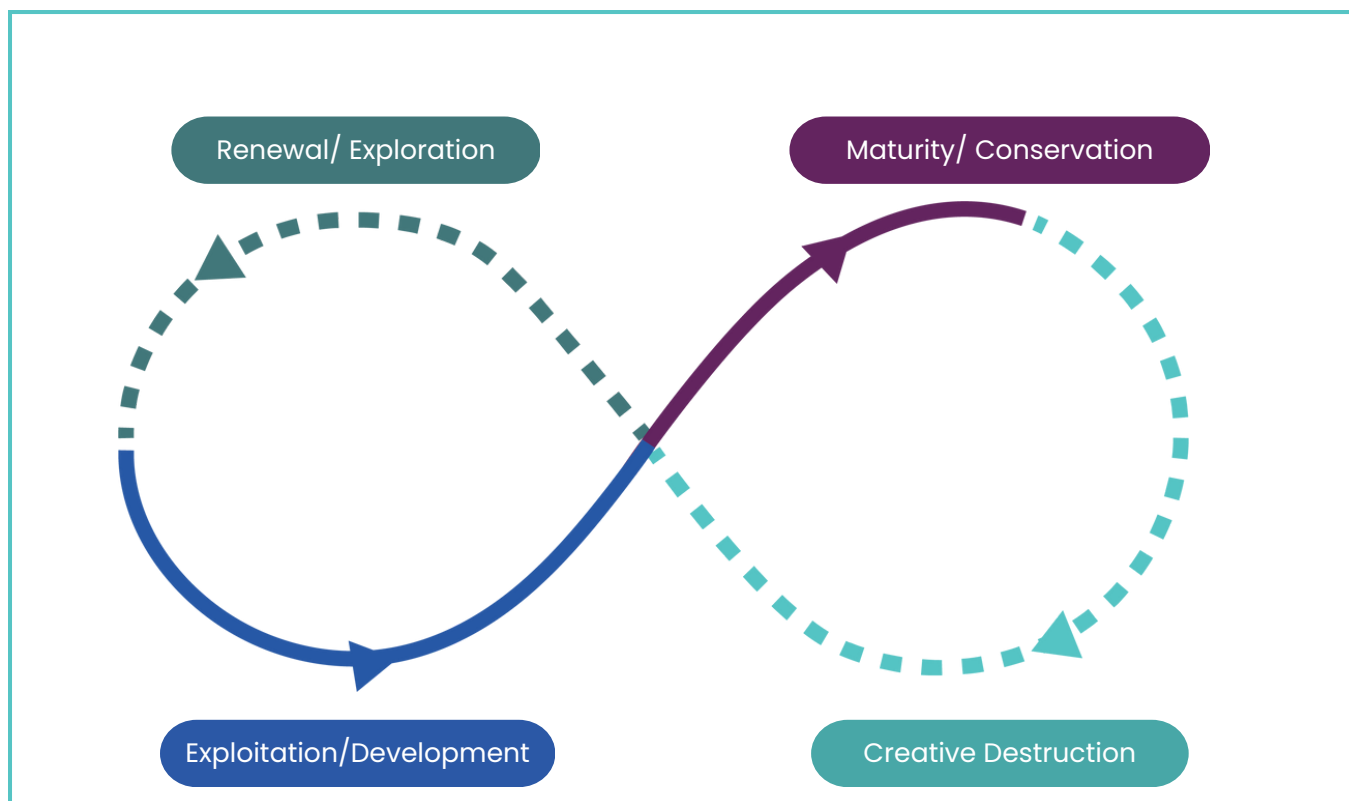 Renewal/ Exploration
Maturity/ Conservation
Exploitation/Development
Creative Destruction